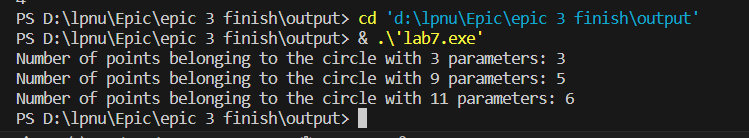 4
PS D:\lpnu\Epic\epic 3 finish\output> cd 'd:\lpnu\Epic\epic 3 finish\output'
PS D:\lpnu\Epic\epic 3 finish\output> & .\'lab7.exe'
Number of points belonging to the circle with 3 parameters: 3
Number of points belonging to the circle with 9 parameters: 5
Number of points belonging to the circle with 11 parameters: 6
PS D:\lpnu\Epic\epic 3 finish\output>